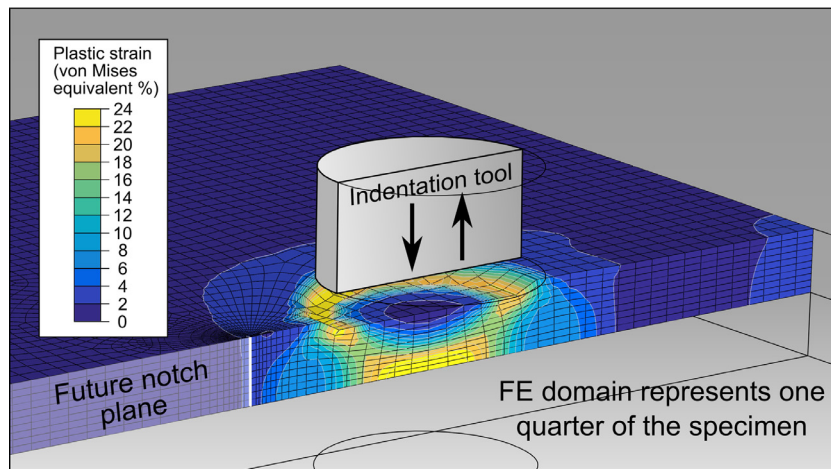 Plastic strain
(von Mises
equivalent %)
24
22
20
18
16
14
12
10
8
6
4
2
0
Indentation tool
Future notch
plane
FE domain represents one
quarter of the specimen